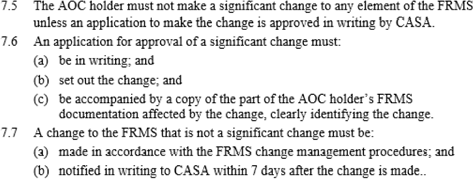 7.5 The AOC holder must not make a significant change to any element of the FRMS
unless an application to make the change is approved in writing by CASA.
7.6 An application for approval of a significant change must:
(a) be in writing; and
(b) set out the change; and
(c) be accompanied by a copy of the part of the AOC holder’s FRMS
documentation affected by the change, clearly identifying the change.
7.7 A change to the FRMS that is not a significant change must be:
(a) made in accordance with the FRMS change management procedures; and
(b) notified in writing to CASA within 7 days after the change is made..